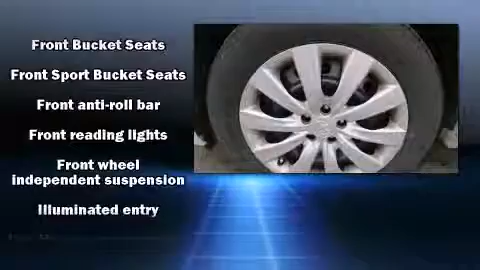 Front Bucket Seats
Front Sport Bucket Seats
Front anti-roll bar
Front reading lights
Front wheel
independent suspension
Illuminated entry